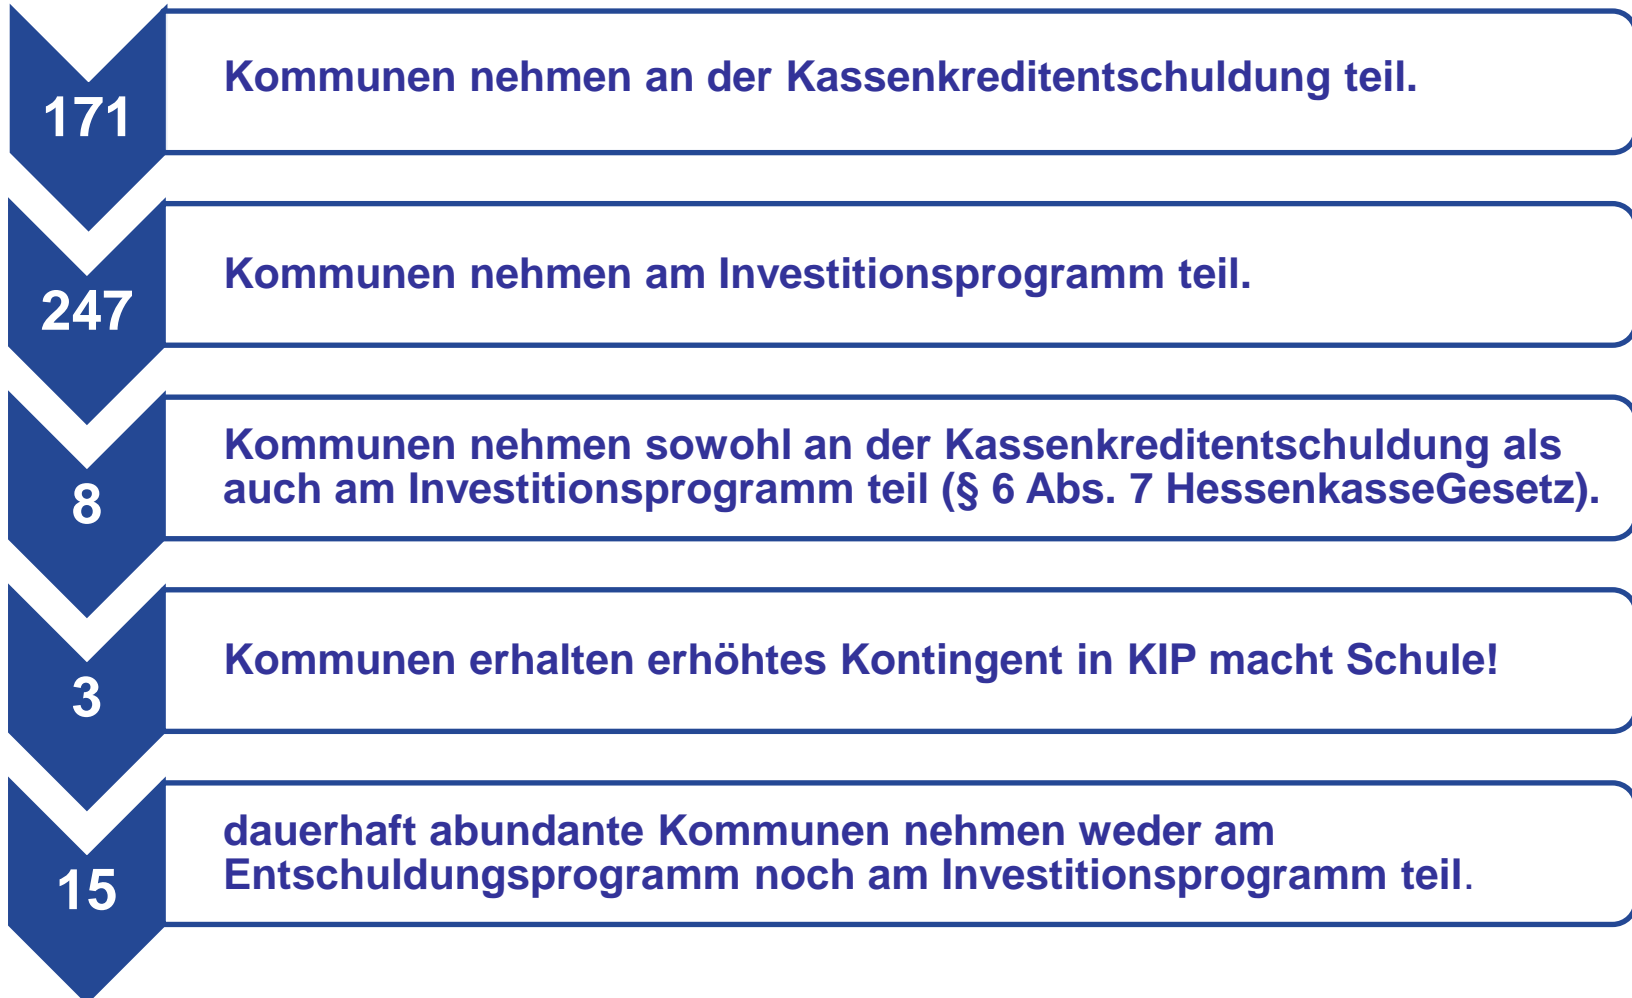 171
Kommunen nehmen an der Kassenkreditentschuldung teil.
247
Kommunen nehmen am Investitionsprogramm teil.
8
Kommunen nehmen sowohl an der Kassenkreditentschuldung als
auch am Investitionsprogramm teil (§ 6 Abs. 7 HessenkasseGesetz).
3
Kommunen erhalten erhöhtes Kontingent in KIP macht Schule!
15
dauerhaft abundante Kommunen nehmen weder am
Entschuldungsprogramm noch am Investitionsprogramm teil.